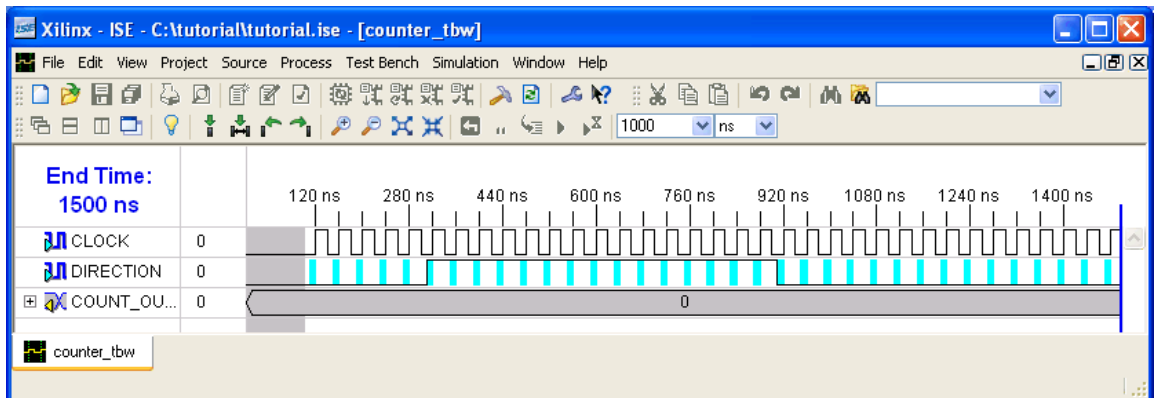 Xilinx - ISE - C:\tutorial\tutorial.ise - [counter_tbw]
File Edit View Project Source Process Test Bench Simulation Window Help
1000 ns
End Time:
1500 ns
120 ns 280 ns 440 ns 600 ns 760 ns 920 ns 1080 ns 1240 ns 1400 ns
CLOCK 0
DIRECTION 0
COUNT_OU... 0 0
counter_tbw